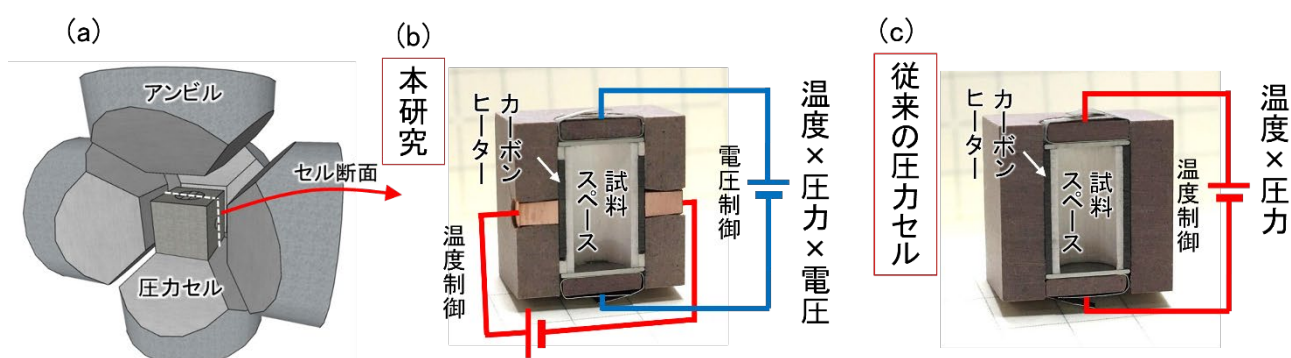 (a)
アンビル
セル断面
圧力セル
(b)
本研究
カーボン
ヒーター
試料
スペース
電圧制御
温度制御
温度×圧力×電圧
(c)
従来の圧力セル
カーボン
ヒーター
試料
スペース
温度制御
温度×圧力